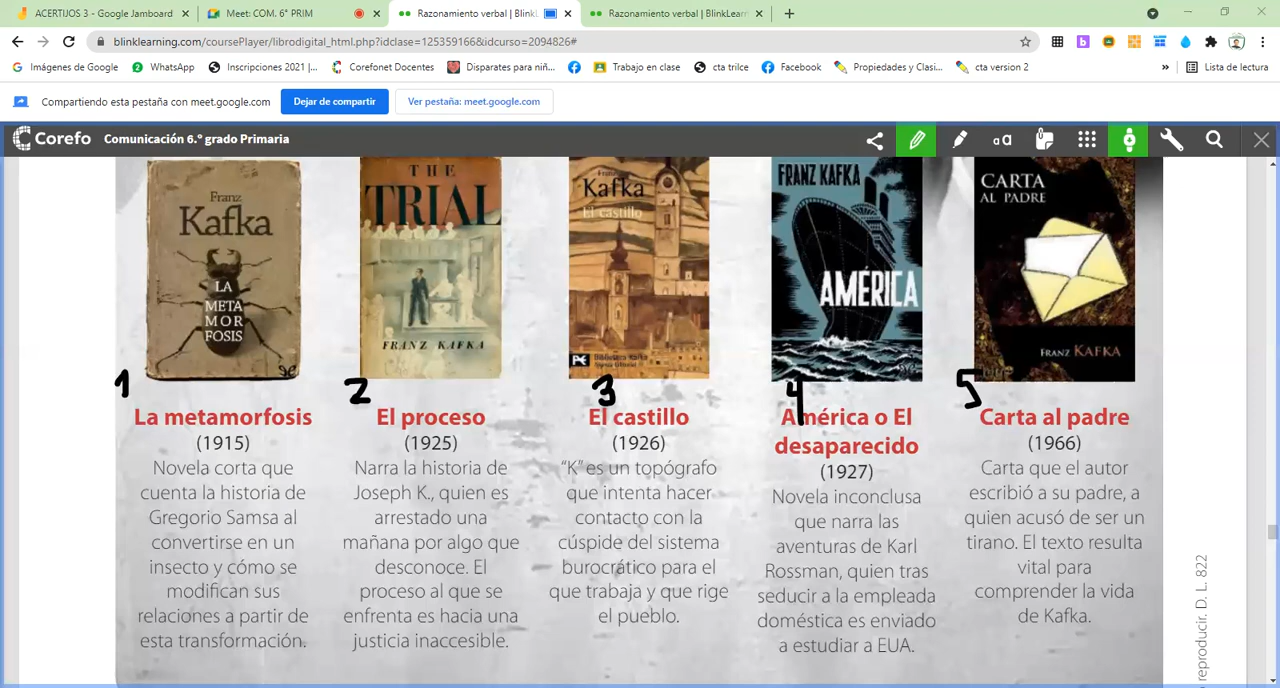 ACERTIJOS 3 - Google Jamboard
Meet: COM. 6° PRIM
Razonamiento verbal | BlinkL
Razonamiento verbal | BlinkLear
blinklearning.com/coursePlayer/librodigital_html.php?idclase=125359166&idcurso=2094826#
Imágenes de Google
WhatsApp
Inscripciones 2021 |...
Corefonet Docentes
Disparates para niñ...
Trabajo en clase
cta trilce
Facebook
Propiedades y Clasi...
cta version 2
»
Lista de lectura
Compartiendo esta pestaña con meet.google.com
Dejar de compartir
Ver pestaña: meet.google.com
Corefo
Comunicación 6.º grado Primaria
aA
Franz
Kafka
LA
META
MOR
FOSIS
THE
TRIAL
FRANZ KAFKA
Franz
Kafka
El castillo
Biblioteca Kafka
Alianza Editorial
FRANZ KAFKA
AMÉRICA
CARTA
AL PADRE
FRANZ KAFKA
1
La metamorfosis
(1915)
Novela corta que
cuenta la historia de
Gregorio Samsa al
convertirse en un
insecto y cómo se
modifican sus
relaciones a partir de
esta transformación.
2
El proceso
(1925)
Narra la historia de
Joseph K., quien es
arrestado una
mañana por algo que
desconoce. El
proceso al que se
enfrenta es hacia una
justicia inaccesible.
3
El castillo
(1926)
“K” es un topógrafo
que intenta hacer
contacto con la
cúspide del sistema
burocrático para el
que trabaja y que rige
el pueblo.
4
América o El
desaparecido
(1927)
Novela inconclusa
que narra las
aventuras de Karl
Rossman, quien tras
seducir a la empleada
doméstica es enviado
a estudiar a EUA.
5
Carta al padre
(1966)
Carta que el autor
escribió a su padre, a
quien acusó de ser un
tirano. El texto resulta
vital para
comprender la vida
de Kafka.
reproducir. D. L. 822